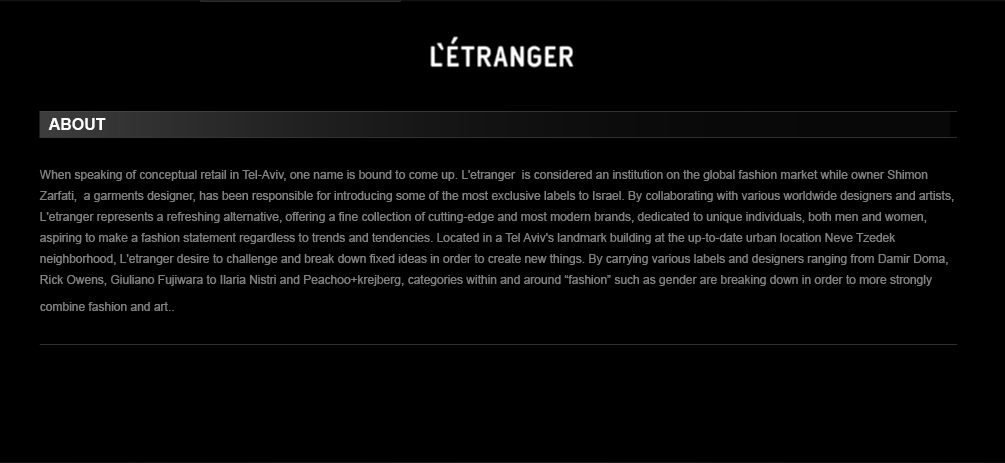 L'ÉTRANGER
ABOUT
When speaking of conceptual retail in Tel-Aviv, one name is bound to come up. L'etranger  is considered an institution on the global fashion market while owner Shimon
Zarfati,  a garments designer, has been responsible for introducing some of the most exclusive labels to Israel. By collaborating with various worldwide designers and artists,
L'etranger represents a refreshing alternative, offering a fine collection of cutting-edge and most modern brands, dedicated to unique individuals, both men and women,
aspiring to make a fashion statement regardless to trends and tendencies. Located in a Tel Aviv's landmark building at the up-to-date urban location Neve Tzedek
neighborhood, L'etranger desire to challenge and break down fixed ideas in order to create new things. By carrying various labels and designers ranging from Damir Doma,
Rick Owens, Giuliano Fujiwara to Ilaria Nistri and Peachoo+krejberg, categories within and around “fashion” such as gender are breaking down in order to more strongly
combine fashion and art..